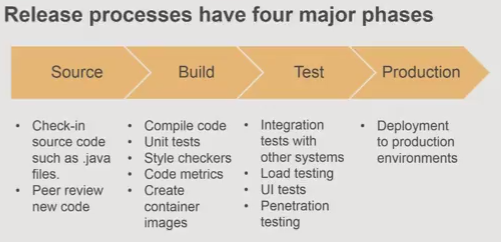 Release processes have four major phases
Source
Build
Test
Production
• Check-in
source code
such as .java
files.
• Peer review
new code
• Compile code
• Unit tests
• Style checkers
• Code metrics
• Create
container
images
• Integration
tests with
other systems
• Load testing
• UI tests
• Penetration
testing
• Deployment
to production
environments